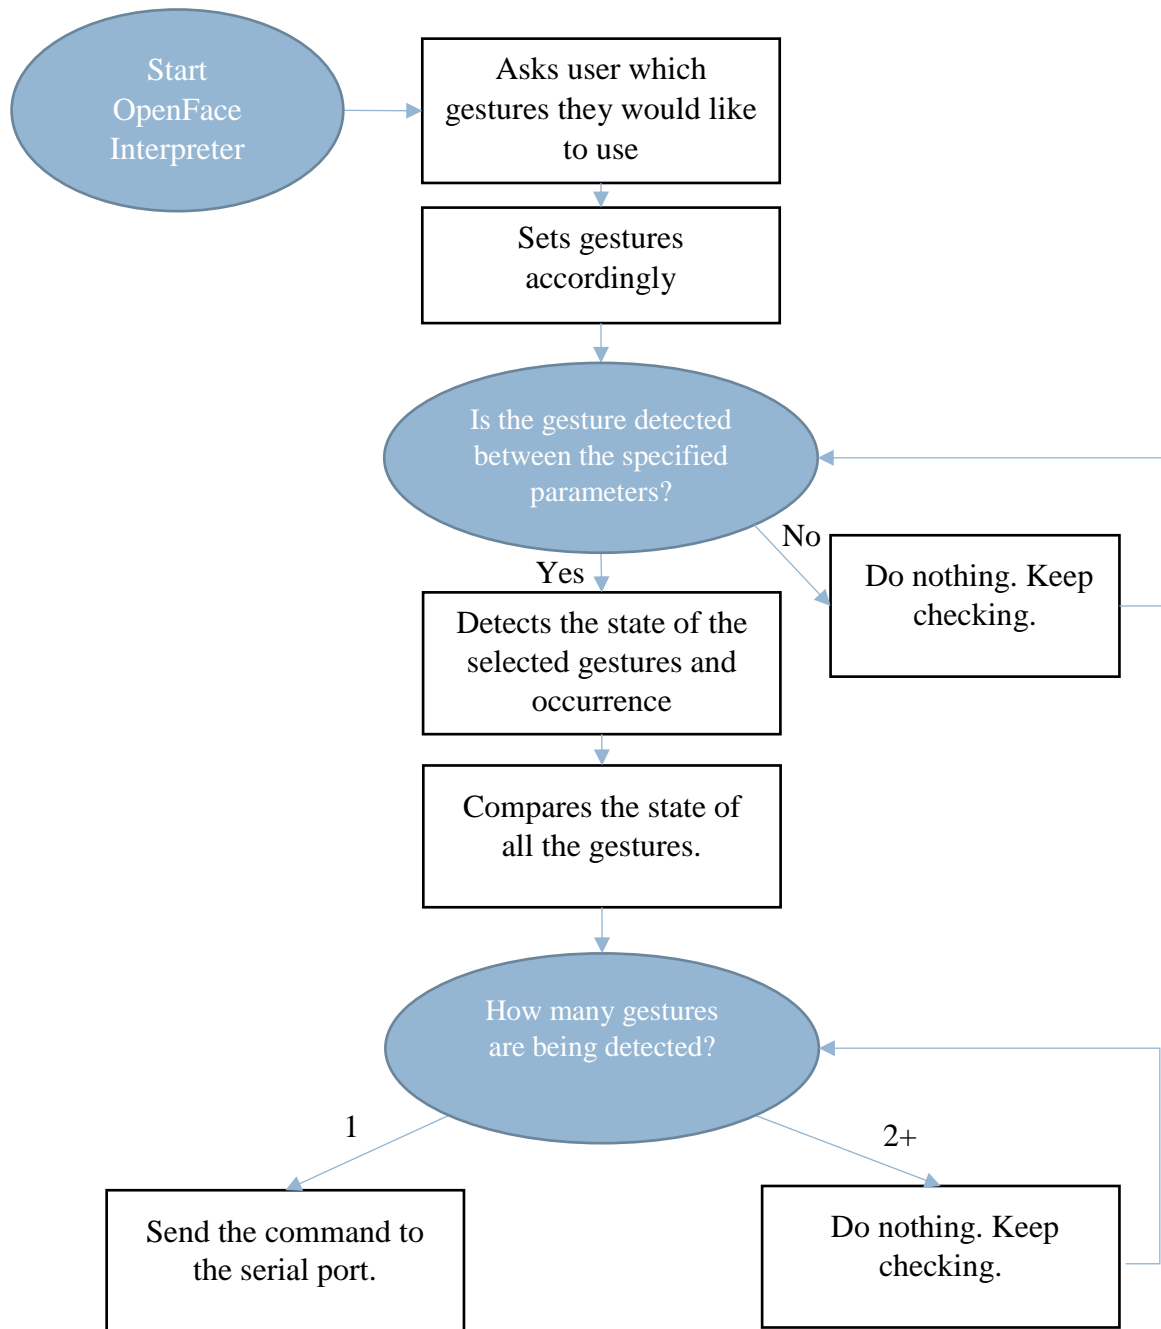 Start
OpenFace
Interpreter
Asks user which
gestures they would like
to use
Sets gestures
accordingly
Is the gesture detected
between the specified
parameters?
No
Do nothing. Keep
checking.
Yes
Detects the state of the
selected gestures and
occurrence
Compares the state of
all the gestures.
How many gestures
are being detected?
1
2+
Send the command to
the serial port.
Do nothing. Keep
checking.